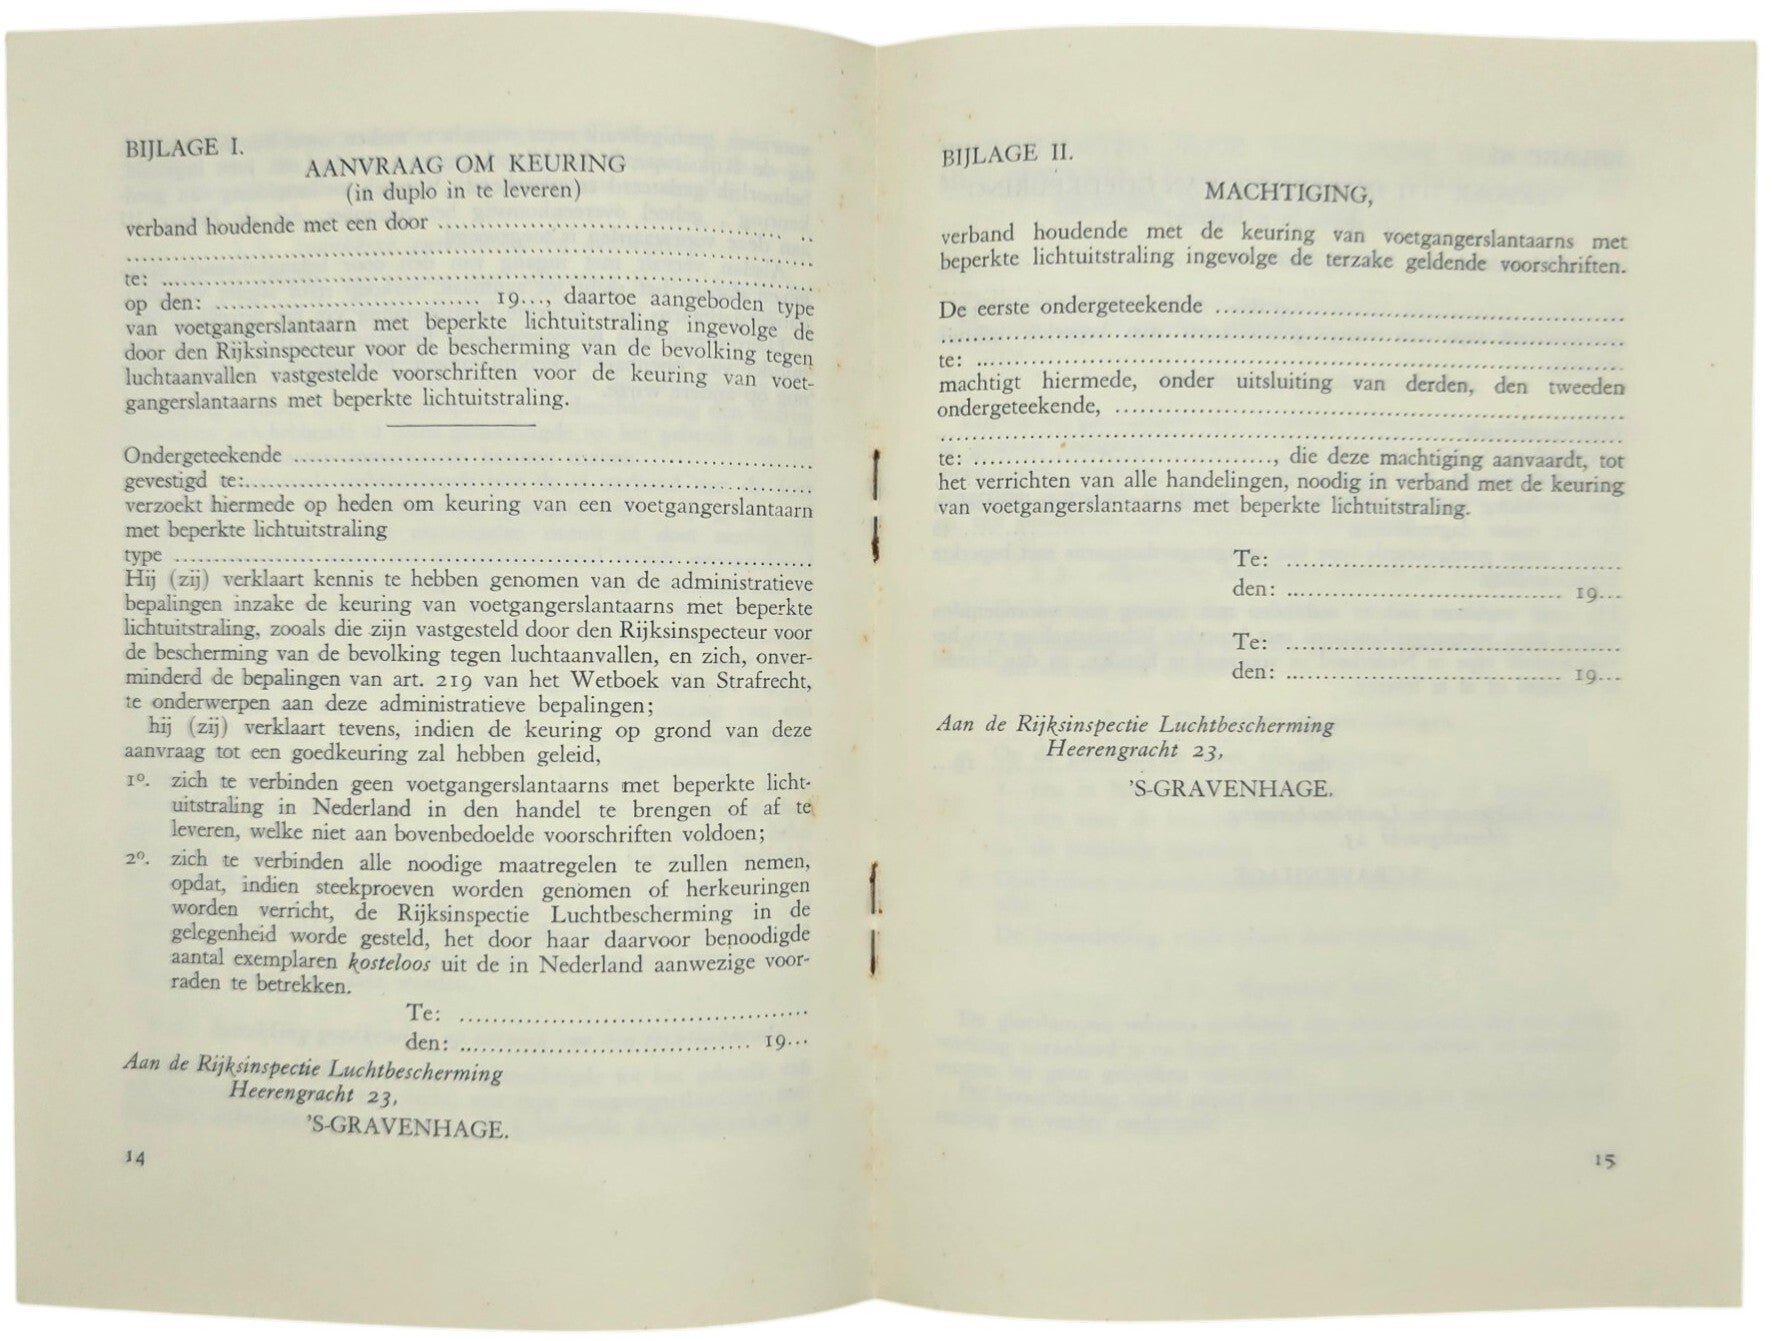 BIJLAGE I.
AANVRAAG OM KEURING
(in duplo in te leveren)
verband houdende met een door ........................................
................................................................................
te: ................................................................................
op den: .............................. 19..., daartoe aangeboden type
van voetgangerslantaarn met beperkte lichtuitstraling ingevolge de
door den Rijksinspecteur voor de bescherming van de bevolking tegen
luchtaanvallen vastgestelde voorschriften voor de keuring van voet-
gangerslantaarns met beperkte lichtuitstraling.
Ondergeteekende ............................................................
gevestigd te:................................................................
verzoekt hiermede op heden om keuring van een voetgangerslantaarn
met beperkte lichtuitstraling
type ................................................................................
Hij (zij) verklaart kennis te hebben genomen van de administratieve
bepalingen inzake de keuring van voetgangerslantaarns met beperkte
lichtuitstraling, zooals die zijn vastgesteld door den Rijksinspecteur voor
de bescherming van de bevolking tegen luchtaanvallen, en zich, onver-
minderd de bepalingen van art. 219 van het Wetboek van Strafrecht,
te onderwerpen aan deze administratieve bepalingen;
hij (zij) verklaart tevens, indien de keuring op grond van deze
aanvraag tot een goedkeuring zal hebben geleid,
1o. zich te verbinden geen voetgangerslantaarns met beperkte licht-
uitstraling in Nederland in den handel te brengen of af te
leveren, welke niet aan bovenbedoelde voorschriften voldoen;
2o. zich te verbinden alle noodige maatregelen te zullen nemen,
opdat, indien steekproeven worden genomen of herkeuringen
worden verricht, de Rijksinspectie Luchtbescherming in de
gelegenheid worde gesteld, het door haar daarvoor benoodigde
aantal exemplaren kosteloos uit de in Nederland aanwezige voor-
raden te betrekken.
Te: ........................................
den: .................................. 19...
Aan de Rijksinspectie Luchtbescherming
Heerengracht 23,
'S-GRAVENHAGE.
14
BIJLAGE II.
MACHTIGING,
verband houdende met de keuring van voetgangerslantaarns met
beperkte lichtuitstraling ingevolge de terzake geldende voorschriften.
De eerste ondergeteekende ..................................................
................................................................................
te: ................................................................................
machtigt hiermede, onder uitsluiting van derden, den tweeden
ondergeteekende, ............................................................
................................................................................
te: ...................................., die deze machtiging aanvaardt, tot
het verrichten van alle handelingen, noodig in verband met de keuring
van voetgangerslantaarns met beperkte lichtuitstraling.
Te: ........................................
den: .................................. 19...
Te: ........................................
den: .................................. 19...
Aan de Rijksinspectie Luchtbescherming
Heerengracht 23,
'S-GRAVENHAGE.
15